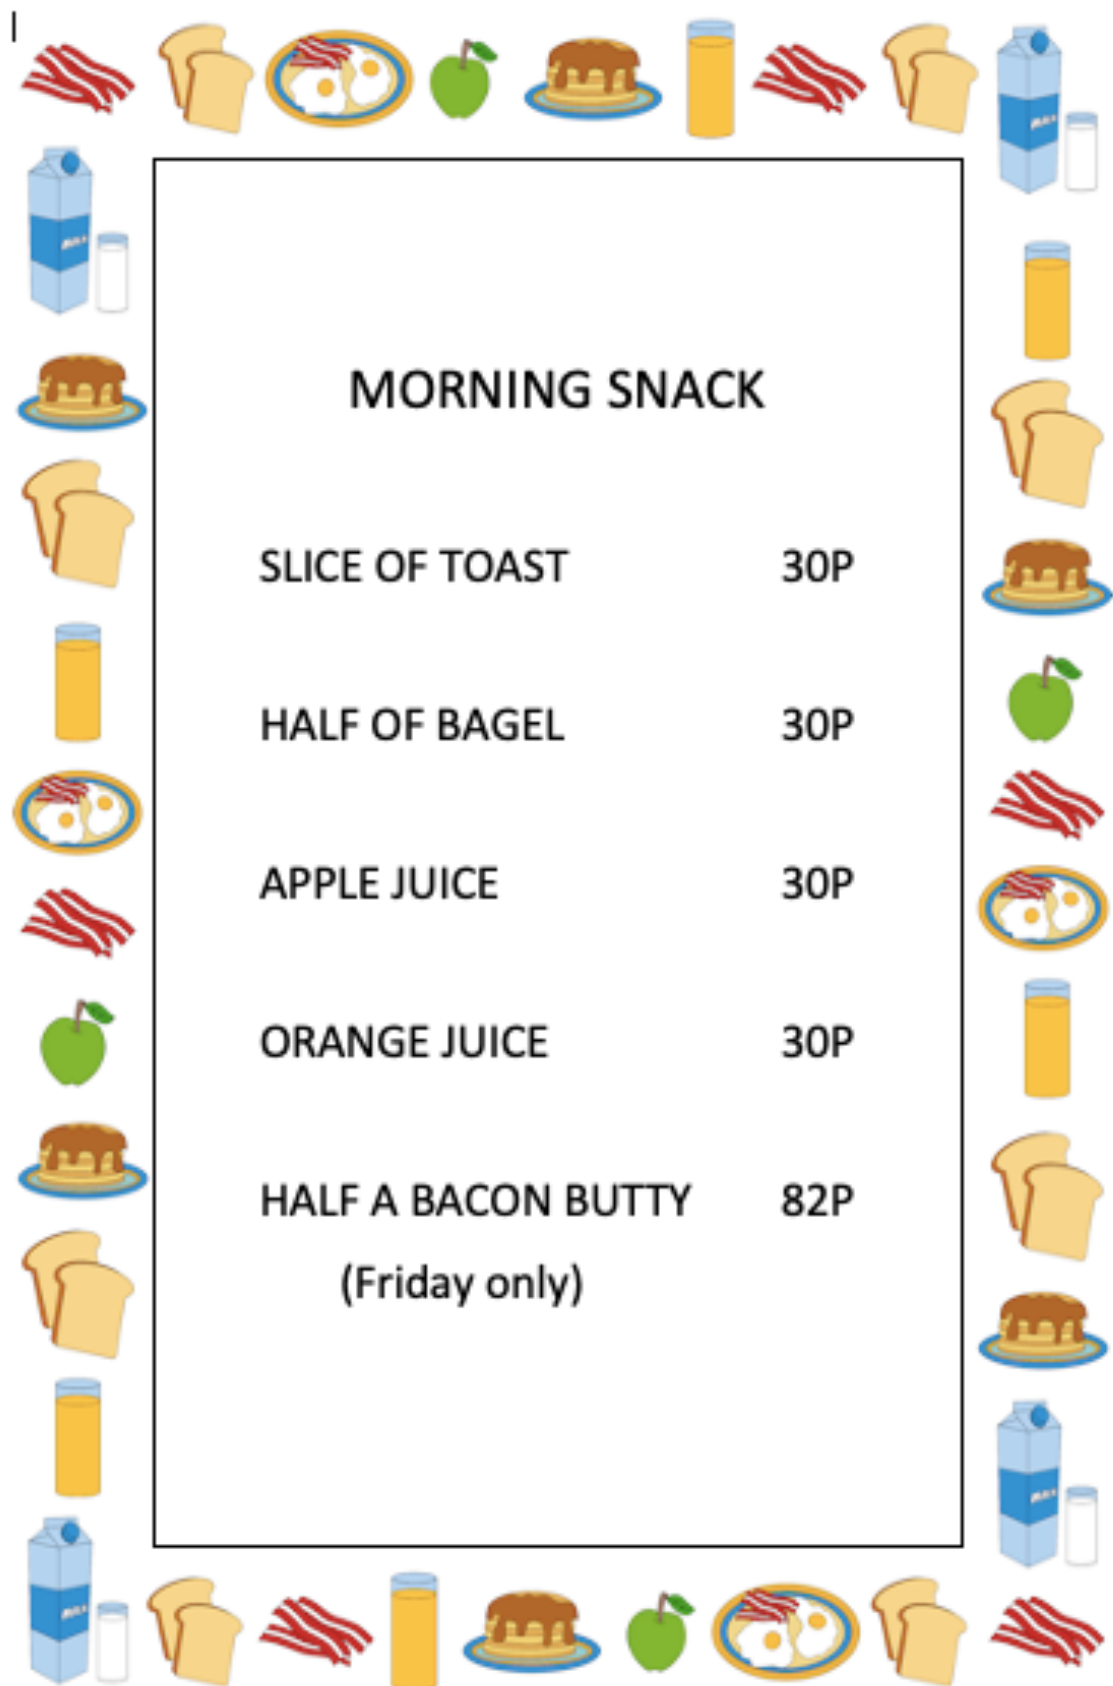 MORNING SNACK
SLICE OF TOAST 30P
HALF OF BAGEL 30P
APPLE JUICE 30P
ORANGE JUICE 30P
HALF A BACON BUTTY 82P
(Friday only)